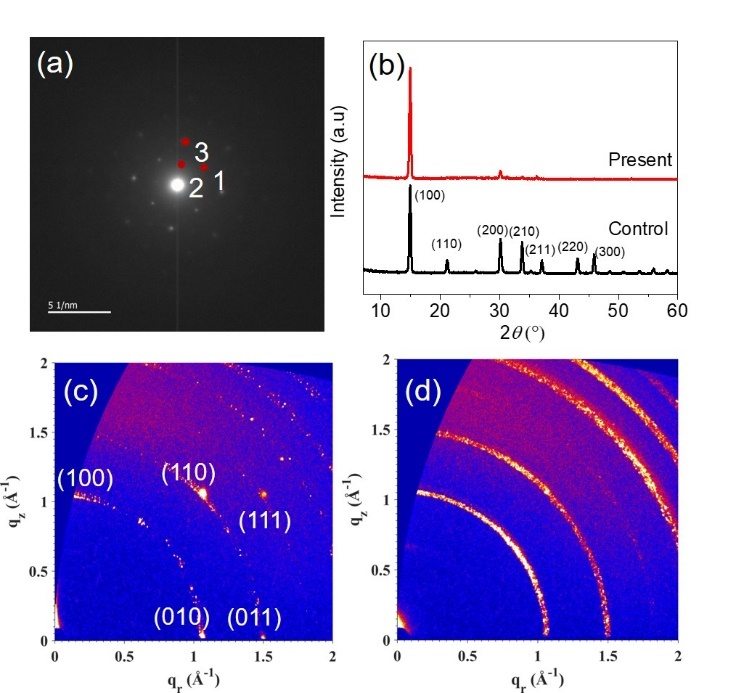 (a)
3
2
1
5 1/nm
(b)
Intensity (a.u)
Present
Control
(100)
(110)
(200)
(210)
(211)
(220)
(300)
10 20 30 40 50 60
2θ (°)
(c)
(100)
(110)
(111)
(010)
(011)
2
1.5
1
0.5
0
qz (Å-1)
0 0.5 1 1.5 2
qr (Å-1)
(d)
2
1.5
1
0.5
0
qz (Å-1)
0 0.5 1 1.5 2
qr (Å-1)